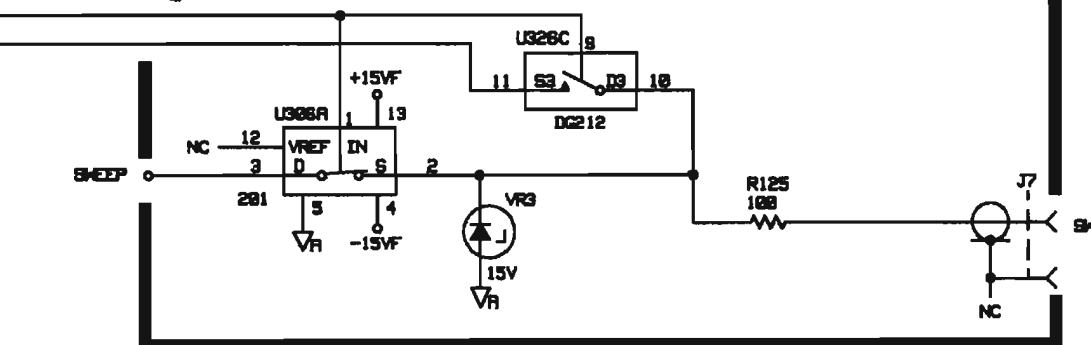 U326C
9
11 S3 D3 10
DG212
+15VF
U306A 1 13
NC 12 VREF IN
SWEEP 3 D S 2
201 5 4
A -15VF
VR3
15V
A
R125
100
J7
NC